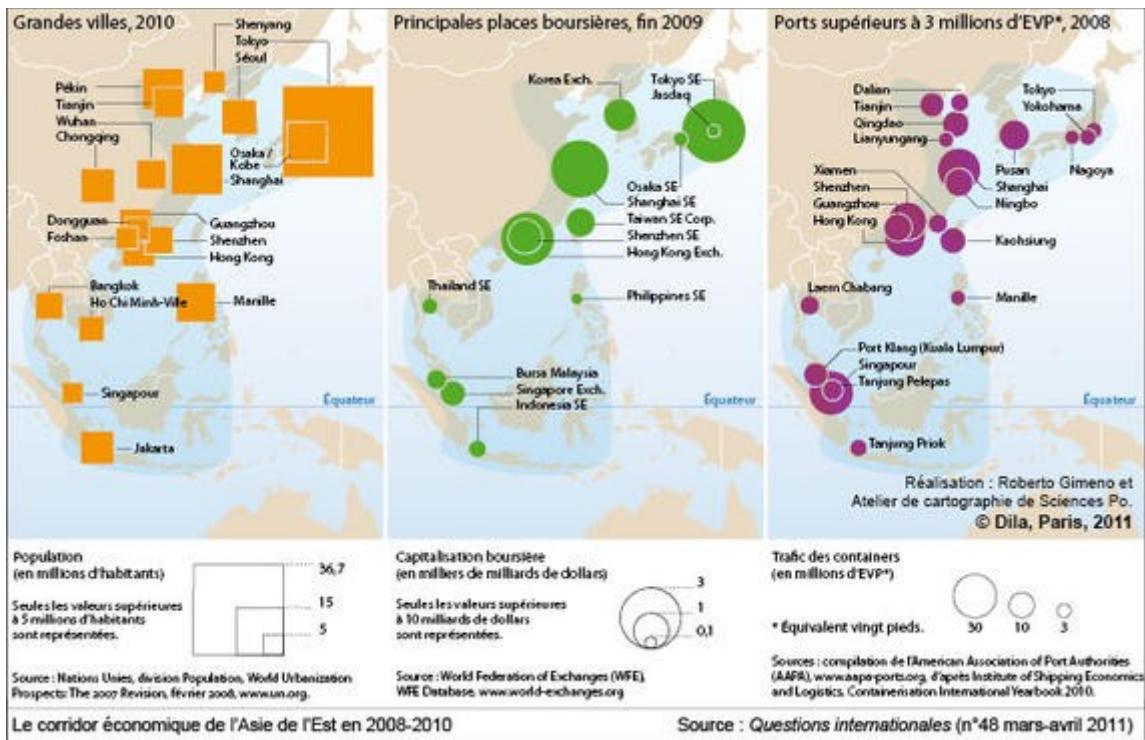 Grandes villes, 2010
Shenyang
Tokyo
Séoul
Pékin
Tianjin
Wuhan
Chongqing
Osaka /
Kobe
Shanghai
Dongguan
Foshan
Guangzhou
Shenzhen
Hong Kong
Bangkok
Ho Chi Minh-Ville
Manille
Singapour
Équateur
Jakarta
Population
(en millions d'habitants)
36,7
15
5
Seules les valeurs supérieures
à 5 millions d'habitants
sont représentées.
Source : Nations Unies, division Population, World Urbanization
Prospects: The 2007 Revision, février 2008, www.un.org.
Principales places boursières, fin 2009
Korea Exch.
Tokyo SE
Jasdaq
Osaka SE
Shanghai SE
Taiwan SE Corp.
Shenzhen SE
Hong Kong Exch.
Thailand SE
Philippines SE
Bursa Malaysia
Singapore Exch.
Indonesia SE
Équateur
Capitalisation boursière
(en milliers de milliards de dollars)
3
1
0,1
Seules les valeurs supérieures
à 10 milliards de dollars
sont représentées.
Source : World Federation of Exchanges (WFE),
WFE Database, www.world-exchanges.org
Ports supérieurs à 3 millions d'EVP*, 2008
Dalian
Tianjin
Qingdao
Lianyungang
Tokyo
Yokohama
Xiamen
Shenzhen
Guangzhou
Hong Kong
Pusan
Shanghai
Ningbo
Nagoya
Kaohsiung
Laem Chabang
Manille
Port Klang (Kuala Lumpur)
Singapour
Tanjung Pelepas
Équateur
Tanjung Priok
Réalisation : Roberto Gimeno et
Atelier de cartographie de Sciences Po.
© Dila, Paris, 2011
Trafic des containers
(en millions d'EVP*)
* Équivalent vingt pieds.
30 10 3
Sources : compilation de l'American Association of Port Authorities
(AAPA), www.aapa-ports.org, d'après Institute of Shipping Economics
and Logistics, Containerisation International Yearbook 2010.
Le corridor économique de l'Asie de l'Est en 2008-2010
Source : Questions internationales (n°48 mars-avril 2011)